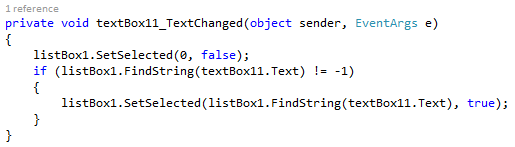 1 reference
private void textBox11_TextChanged(object sender, EventArgs e)
{
    listBox1.SetSelected(0, false);
    if (listBox1.FindString(textBox11.Text) != -1)
    {
        listBox1.SetSelected(listBox1.FindString(textBox11.Text), true);
    }
}